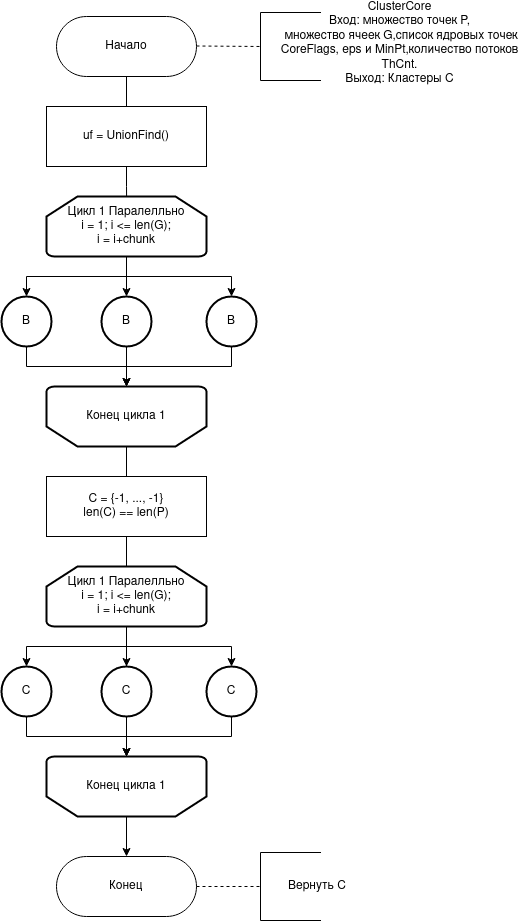 ClusterCore
Вход: множество точек P,
множество ячеек G,список ядровых точек
CoreFlags, eps и MinPt,количество потоков
ThCnt.
Выход: Кластеры C
Начало
uf = UnionFind()
Цикл 1 Паралелльно
i = 1; i <= len(G);
i = i+chunk
B
B
B
Конец цикла 1
C = {-1, ..., -1}
len(C) == len(P)
Цикл 1 Паралелльно
i = 1; i <= len(G);
i = i+chunk
C
C
C
Конец цикла 1
Конец
Вернуть C